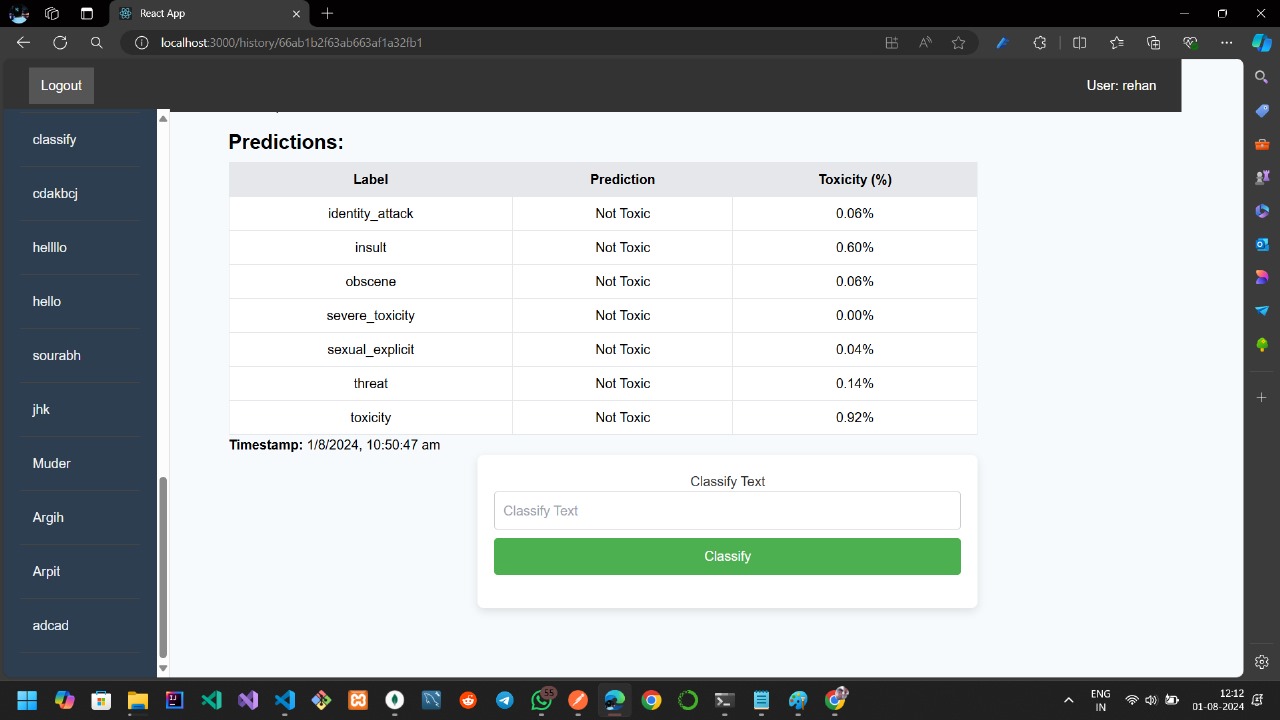 React App
localhost:3000/history/66ab1b2f63ab663af1a32fb1
Logout
User: rehan
classify
cdakbcj
hellllo
hello
sourabh
jhk
Muder
Argih
Arpit
adcad
Predictions:
Label Prediction Toxicity (%)
identity_attack Not Toxic 0.06%
insult Not Toxic 0.60%
obscene Not Toxic 0.06%
severe_toxicity Not Toxic 0.00%
sexual_explicit Not Toxic 0.04%
threat Not Toxic 0.14%
toxicity Not Toxic 0.92%
Timestamp: 1/8/2024, 10:50:47 am
Classify Text
Classify Text
Classify
55
ENG
IN
12:12
01-08-2024